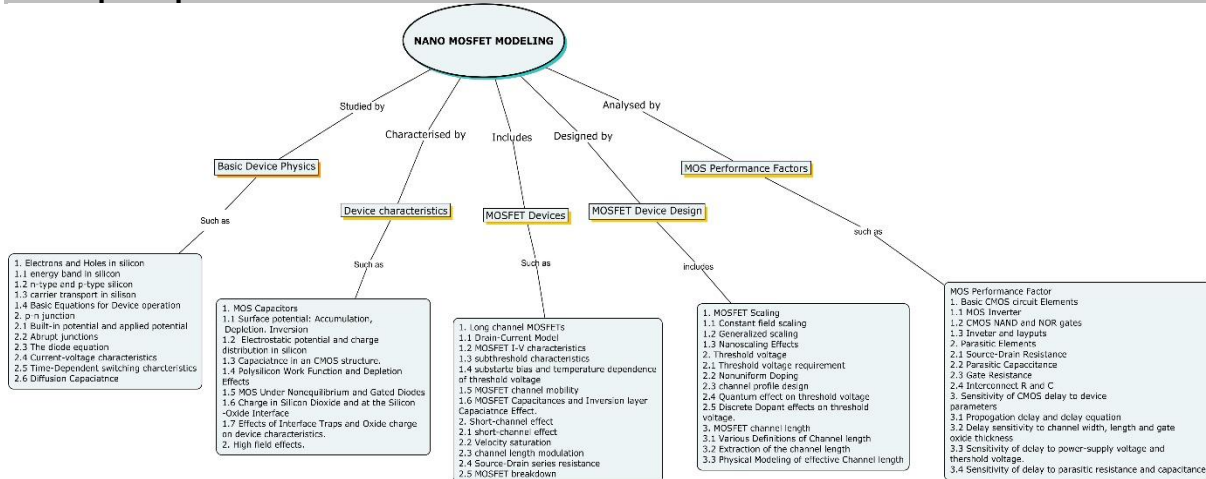 NANO MOSFET MODELING
Studied by
Characterised by
Includes
Designed by
Analysed by
Basic Device Physics
Device characteristics
MOSFET Devices
MOSFET Device Design
MOS Performance Factors
Such as
Such as
Such as
includes
such as
1. Electrons and Holes in silicon
1.1 energy band in silicon
1.2 n-type and p-type silicon
1.3 carrier transport in silison
1.4 Basic Equations for Device operation
2. p-n junction
2.1 Built-in potential and applied potential
2.2 Abrupt junctions
2.3 The diode equation
2.4 Current-voltage characteristics
2.5 Time-Dependent switching charcteristics
2.6 Diffusion Capaciatnce
1. MOS Capacitors
1.1 Surface potential: Accumulation,
Depletion. Inversion
1.2 Electrostatic potential and charge
distribution in silicon
1.3 Capaciatnce in an CMOS structure.
1.4 Polysilicon Work Function and Depletion
Effects
1.5 MOS Under Nonequilibrium and Gated Diodes
1.6 Charge in Silicon Dioxide and at the Silicon
-Oxide Interface
1.7 Effects of Interface Traps and Oxide charge
on device characteristics.
2. High field effects.
1. Long channel MOSFETs
1.1 Drain-Current Model
1.2 MOSFET I-V characteristics
1.3 subthreshold characteristics
1.4 substarte bias and temperature dependence
of threshold voltage
1.5 MOSFET channel mobility
1.6 MOSFET Capacitances and Inversion layer
Capaciatnce Effect.
2. Short-channel effect
2.1 short-channel effect
2.2 Velocity saturation
2.3 channel length modulation
2.4 Source-Drain series resistance
2.5 MOSFET breakdown
1. MOSFET Scaling
1.1 Constant field scaling
1.2 Generalized scaling
1.3 Nanoscaling Effects
2. Threshold voltage
2.1 Threshold voltage requirement
2.2 Nonuniform Doping
2.3 channel profile design
2.4 Quantum effect on threshold voltage
2.5 Discrete Dopant effects on threshold
voltage.
3. MOSFET channel length
3.1 Various Definitions of Channel length
3.2 Extraction of the channel length
3.3 Physical Modeling of effective Channel length
MOS Performance Factor
1. Basic CMOS circuit Elements
1.1 MOS Inverter
1.2 CMOS NAND and NOR gates
1.3 Inveter and layputs
2. Parasitic Elements
2.1 Source-Drain Resistance
2.2 Parasitic Capaccitance
2.3 Gate Resistance
2.4 Interconnect R and C
3. Sensitivity of CMOS delay to device
parameters
3.1 Propogation delay and delay equation
3.2 Delay sensitivity to channel width, length and gate
oxide thickness
3.3 Sensitivity of delay to power-supply voltage and
thershold voltage.
3.4 Sensitivity of delay to parasitic resistance and capacitance